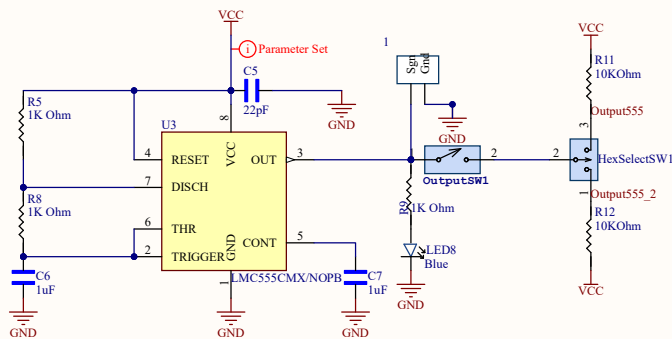 VCC
i Parameter Set
C5
22pF
GND
1
Sgn
Gnd
GND
VCC
R11
10KOhm
Output555
3
R5
1K Ohm
U3
8
VCC
4
RESET
OUT
3
7
DISCH
6
THR
2
TRIGGER
GND
CONT
5
1
LMC555CMX/NOPB
R8
1K Ohm
C6
1uF
GND
GND
C7
1uF
GND
1
2
OutputSW1
R9
1K Ohm
LED8
Blue
GND
2
HexSelectSW1
1
Output555_2
R12
10KOhm
VCC